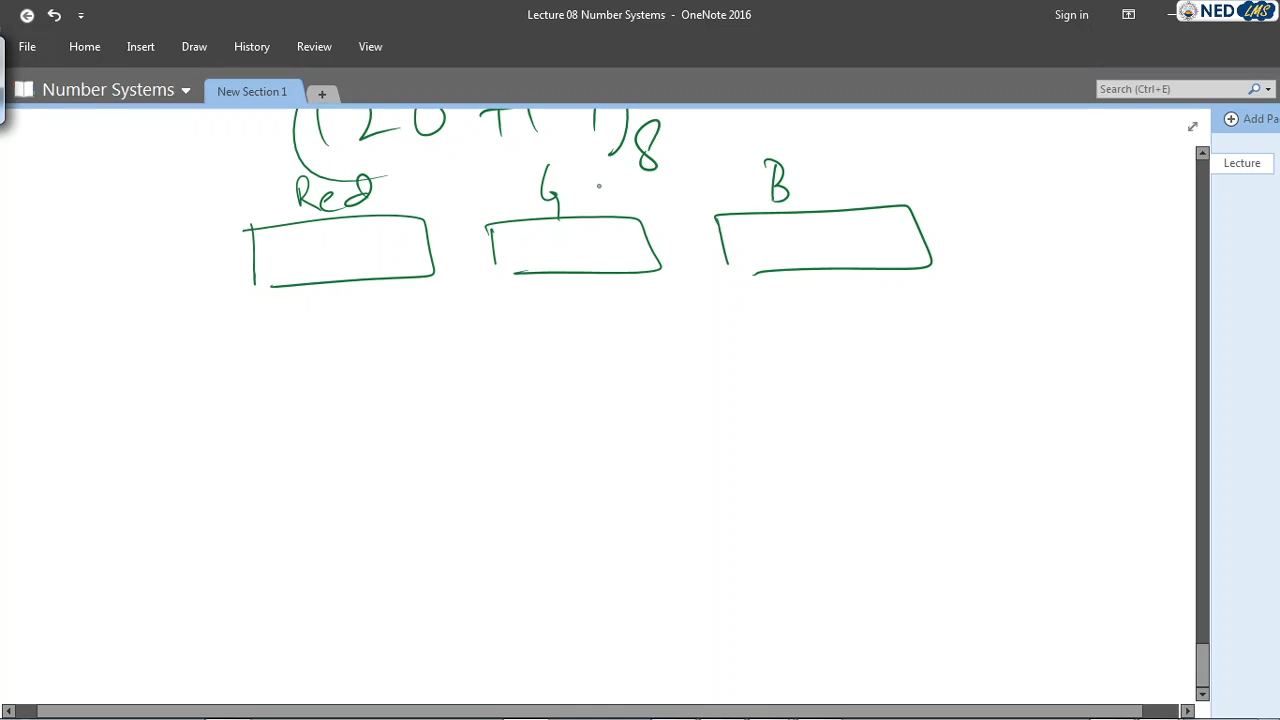 Lecture 08 Number Systems - OneNote 2016
Sign in
NED LMS
File Home Insert Draw History Review View
Number Systems
New Section 1
Search (Ctrl+E)
Add Pa
Lecture
8
Red G B